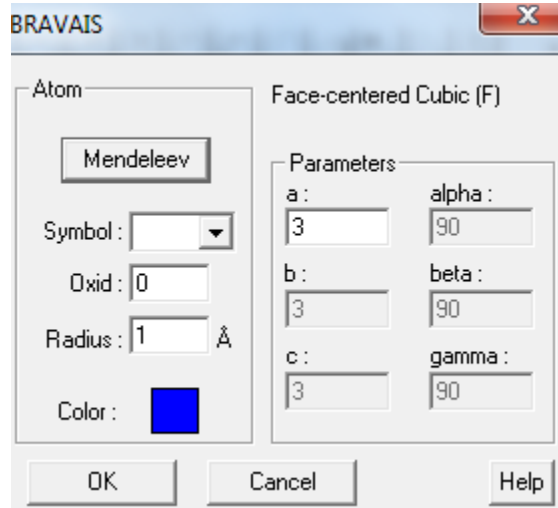 BRAVAIS
x
Atom
Mendeleev
Symbol :
Oxid : 0
Radius : 1 Å
Color :
Face-centered Cubic (F)
Parameters
a : alpha :
3 90
b : beta :
3 90
c : gamma :
3 90
OK Cancel Help